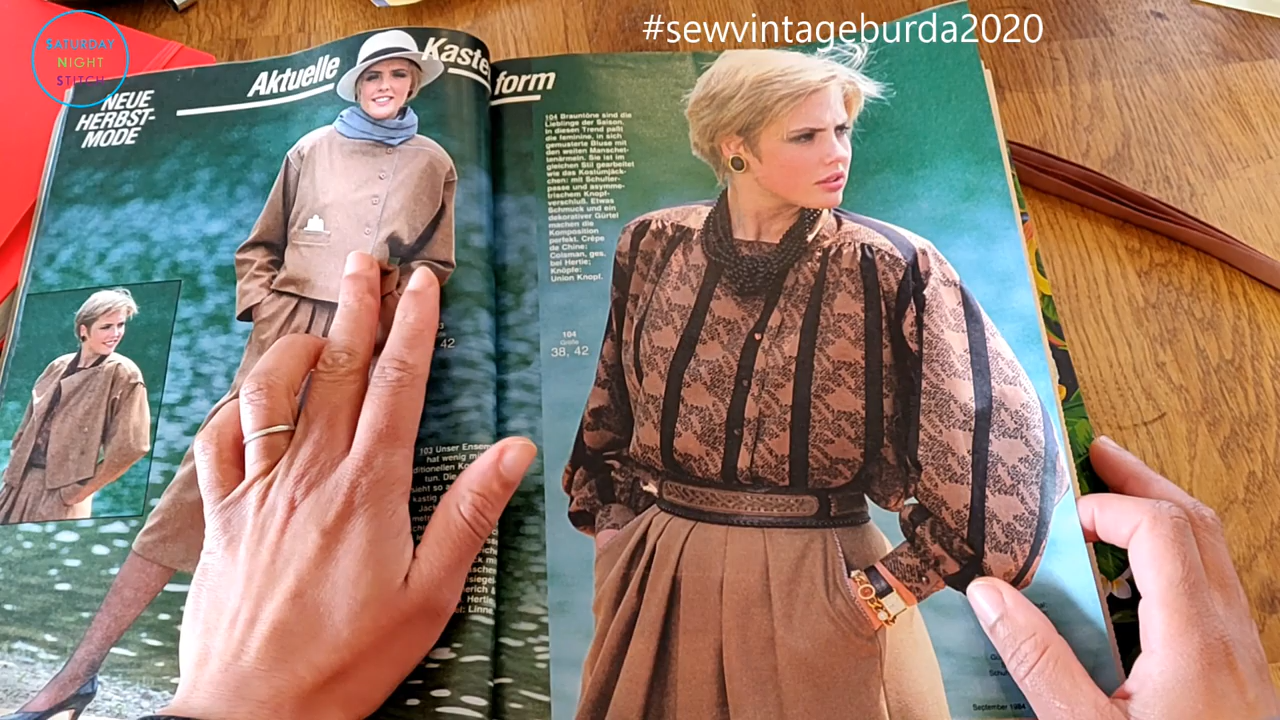 #sewvintageburda2020
SATURDAY
NIGHT
STITCH
NEUE
HERBST-
MODE
Aktuelle Kasten
form
104 Brauntöne sind die
Lieblinge der Saison.
In diesen Trend paßt
die feminine, in sich
gemusterte Bluse mit
den weiten Manschet-
tenärmeln. Sie ist im
gleichen Stil gearbeitet
wie das Kostümjäck-
chen: mit Schulter-
passe und asymme-
trischem Knopf-
verschluß. Etwas
Schmuck und ein
dekorativer Gürtel
machen die
Komposition
perfekt. Crêpe
de Chine:
Colsman, ges.
bei Hertie;
Knöpfe:
Union Knopf.
104
Größe
38, 42
42
103 Unser Ensem
hat wenig mi
ditionellen Ko
tun. Die
sieht so a
kastig
Jack
Hertie
Linne
September 1984